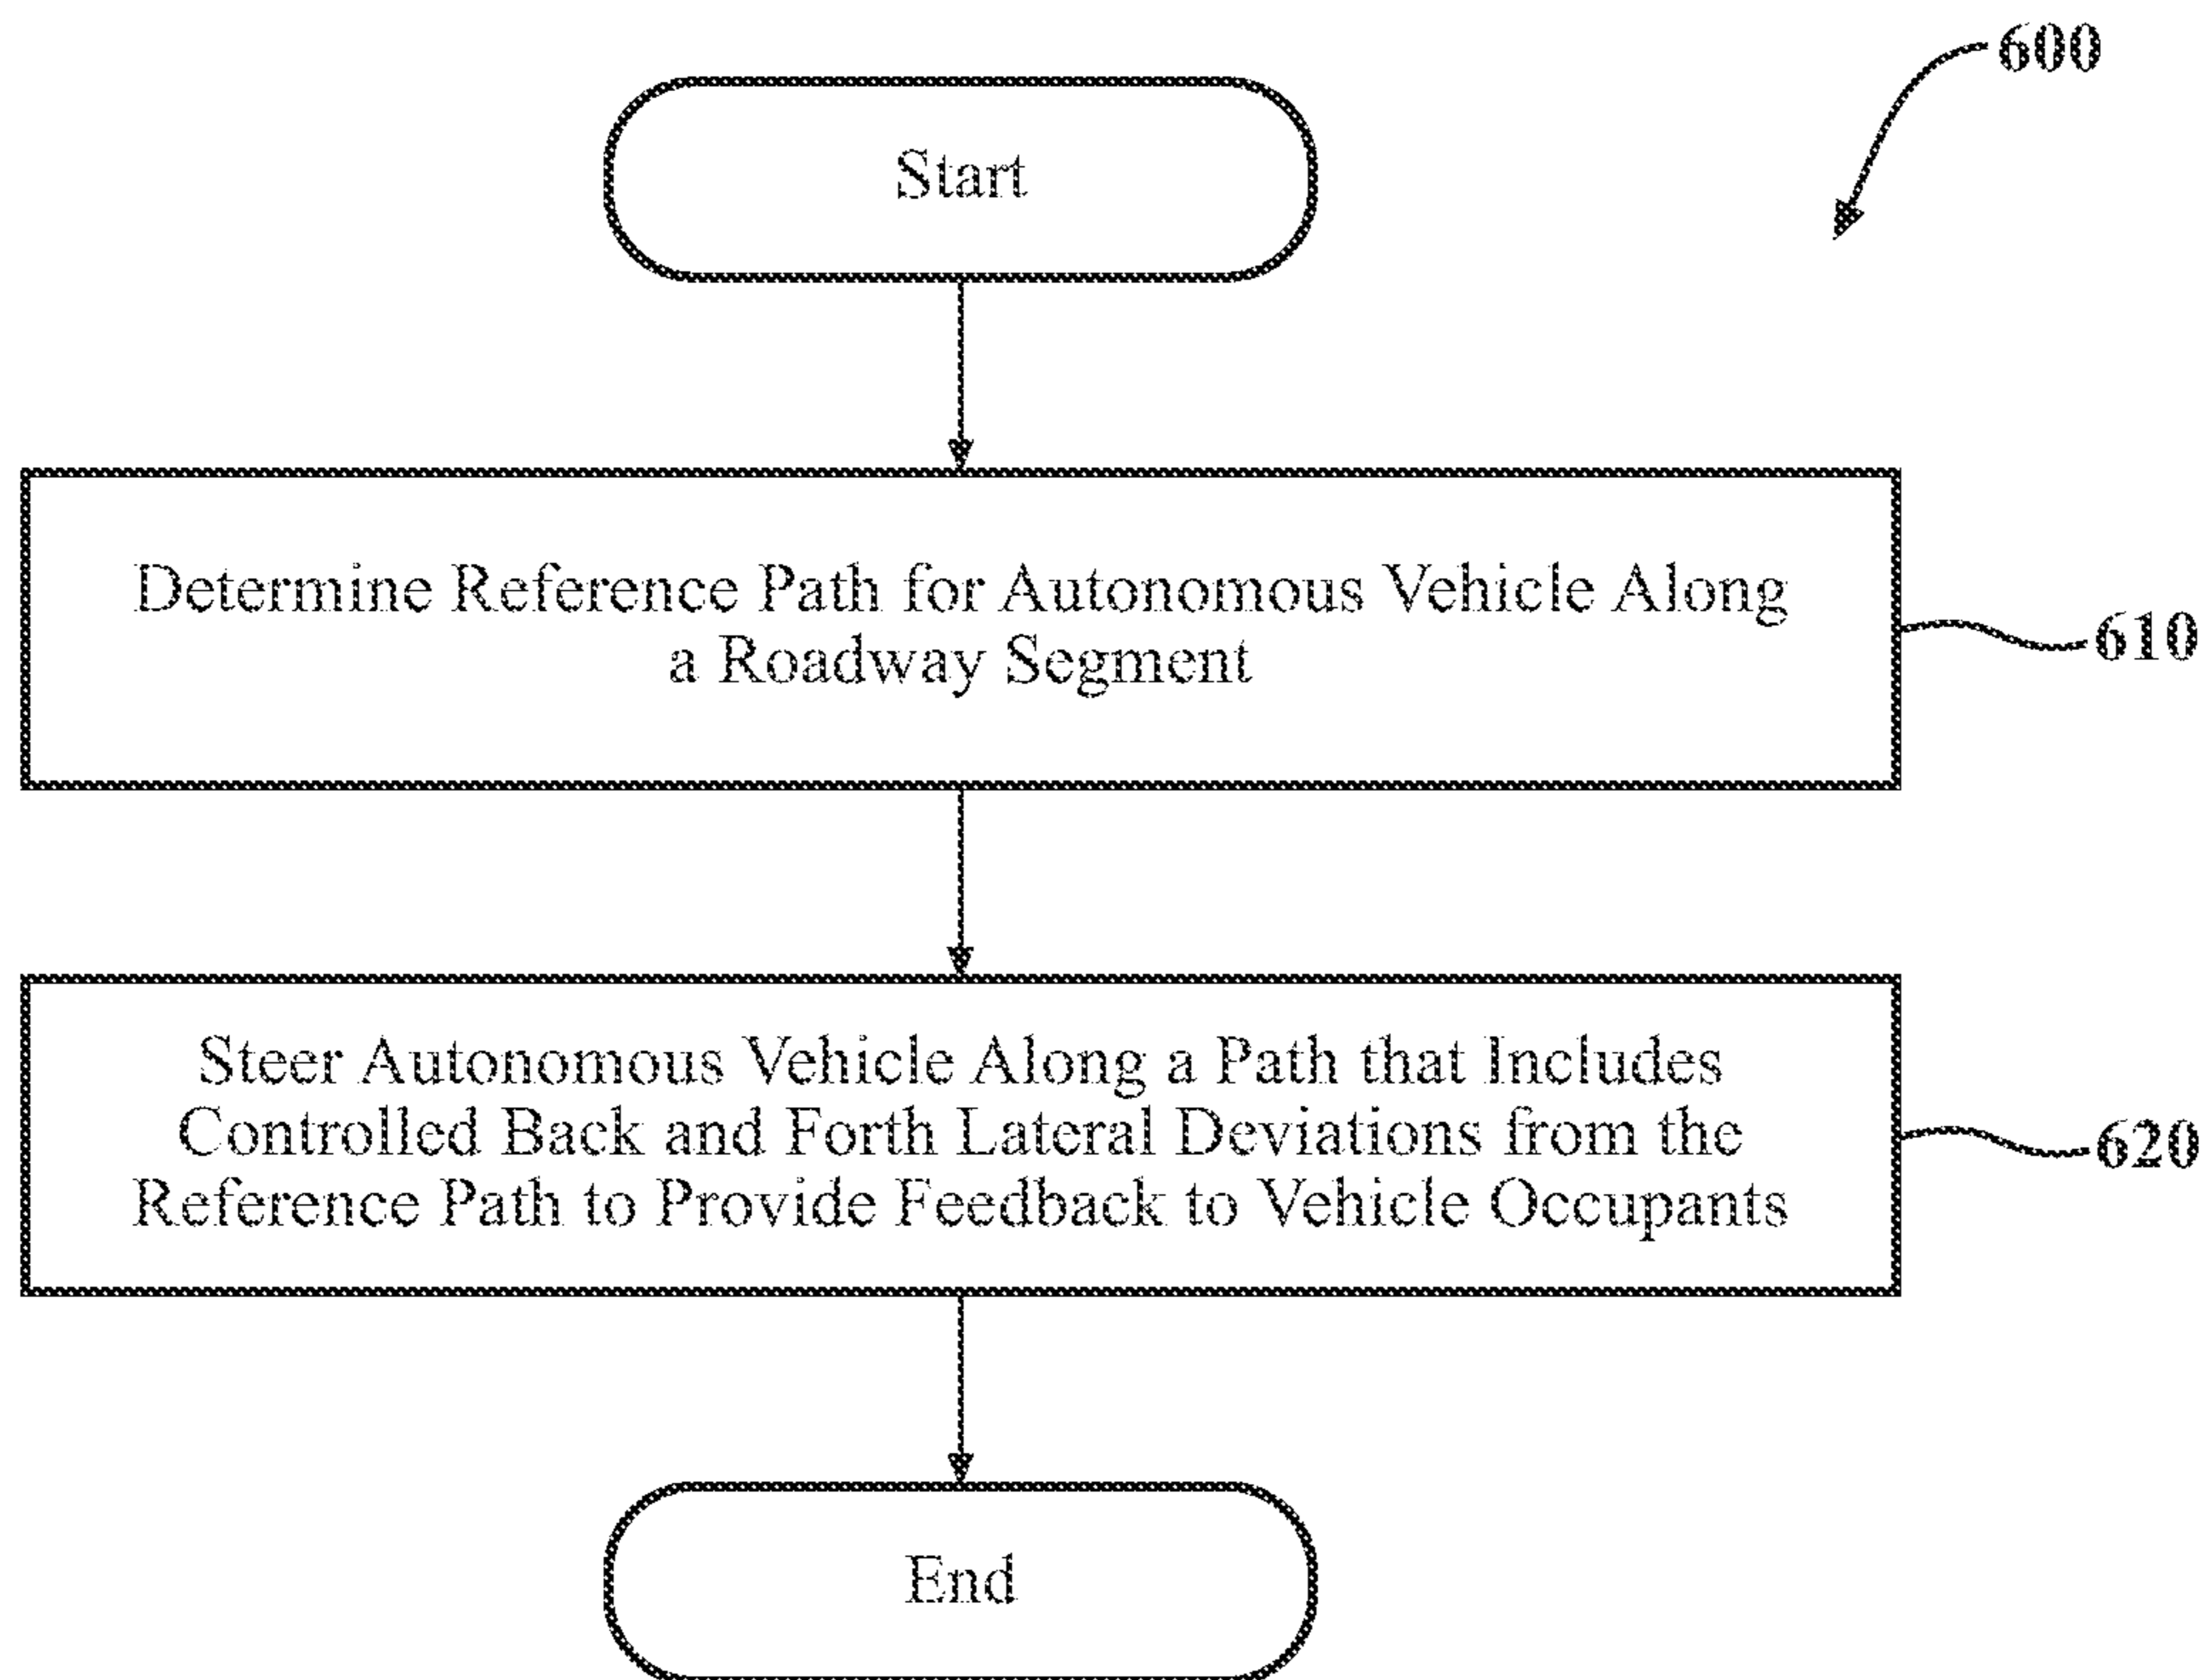 600
Start
Determine Reference Path for Autonomous Vehicle Along
a Roadway Segment
610
Steer Autonomous Vehicle Along a Path that Includes
Controlled Back and Forth Lateral Deviations from the
Reference Path to Provide Feedback to Vehicle Occupants
620
End